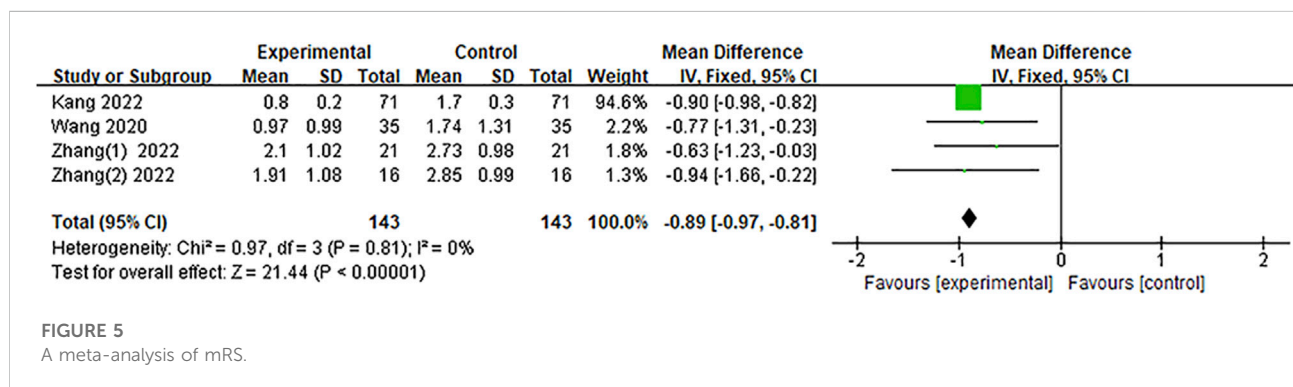 Experimental Control Mean Difference Mean Difference
Study or Subgroup Mean SD Total Mean SD Total Weight IV, Fixed, 95% CI IV, Fixed, 95% CI
Kang 2022 0.8 0.2 71 1.7 0.3 71 94.6% -0.90 [-0.98, -0.82]
Wang 2020 0.97 0.99 35 1.74 1.31 35 2.2% -0.77 [-1.31, -0.23]
Zhang(1) 2022 2.1 1.02 21 2.73 0.98 21 1.8% -0.63 [-1.23, -0.03]
Zhang(2) 2022 1.91 1.08 16 2.85 0.99 16 1.3% -0.94 [-1.66, -0.22]
Total (95% CI) 143 143 100.0% -0.89 [-0.97, -0.81]
Heterogeneity: Chi² = 0.97, df = 3 (P = 0.81); I² = 0%
Test for overall effect: Z = 21.44 (P < 0.00001)
-2 -1 0 1 2
Favours [experimental] Favours [control]
FIGURE 5
A meta-analysis of mRS.